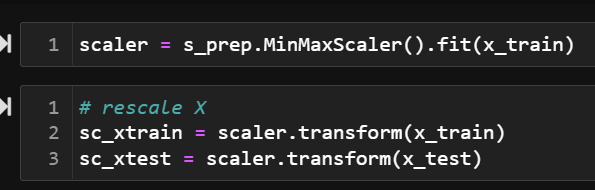 1 scaler = s_prep.MinMaxScaler().fit(x_train)
1 # rescale X
2 sc_xtrain = scaler.transform(x_train)
3 sc_xtest = scaler.transform(x_test)